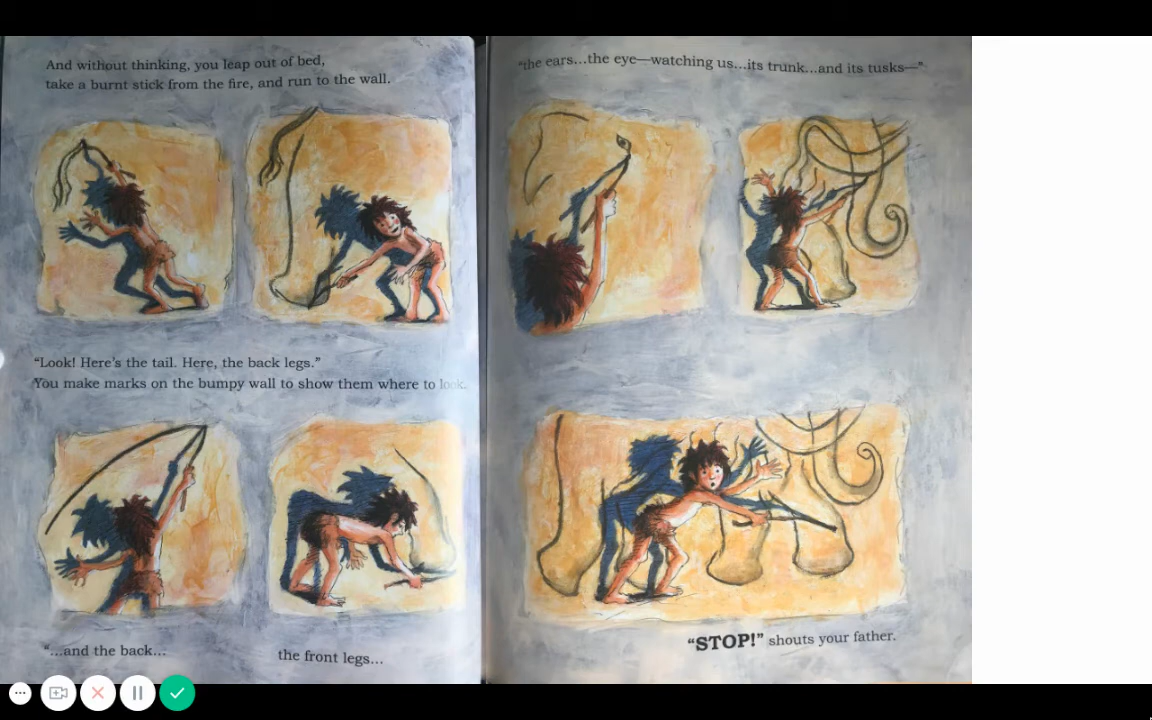 And without thinking, you leap out of bed,
take a burnt stick from the fire, and run to the wall.
“Look! Here’s the tail. Here, the back legs.”
You make marks on the bumpy wall to show them where to look.
“...and the back...
the front legs...
“the ears...the eye—watching us...its trunk...and its tusks—”
“STOP!” shouts your father.